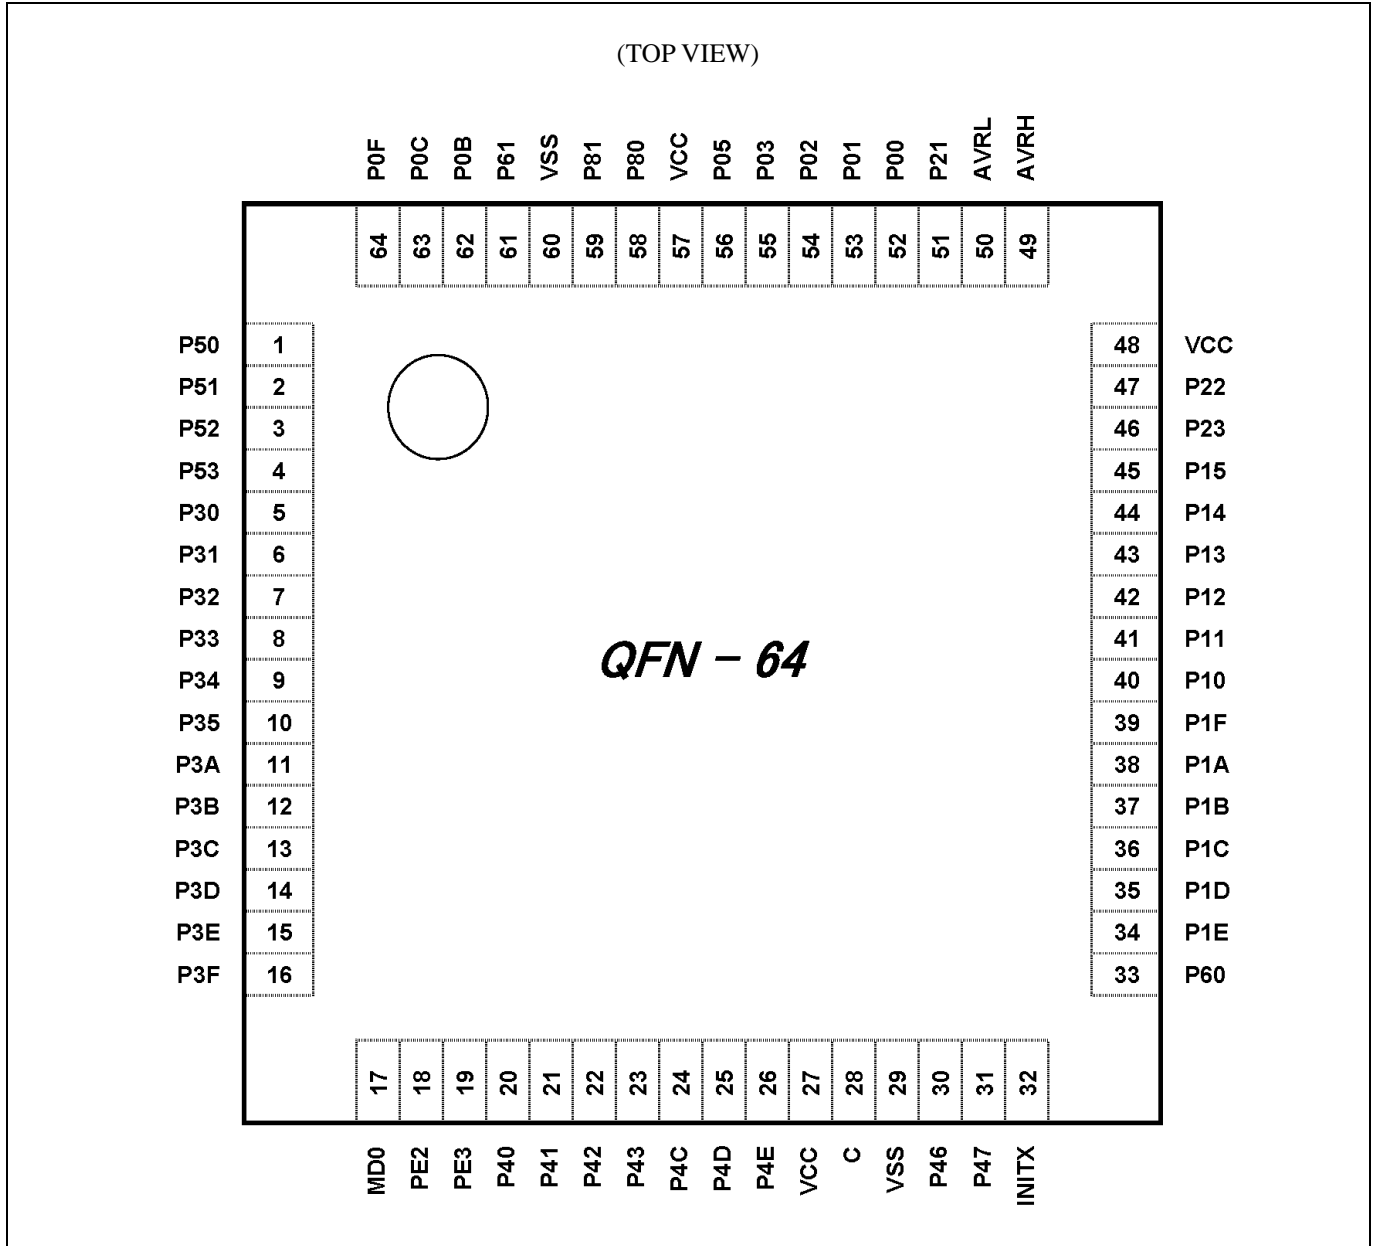 (TOP VIEW)
P0F P0C P0B P61 VSS P81 P80 VCC P05 P03 P02 P01 P00 P21 AVRL AVRH
64 63 62 61 60 59 58 57 56 55 54 53 52 51 50 49
P50 1 48 VCC
P51 2 47 P22
P52 3 46 P23
P53 4 45 P15
P30 5 44 P14
P31 6 43 P13
P32 7 42 P12
P33 8 41 P11
QFN - 64
P34 9 40 P10
P35 10 39 P1F
P3A 11 38 P1A
P3B 12 37 P1B
P3C 13 36 P1C
P3D 14 35 P1D
P3E 15 34 P1E
P3F 16 33 P60
17 18 19 20 21 22 23 24 25 26 27 28 29 30 31 32
MD0 PE2 PE3 P40 P41 P42 P43 P4C P4D P4E VCC C VSS P46 P47 INITX